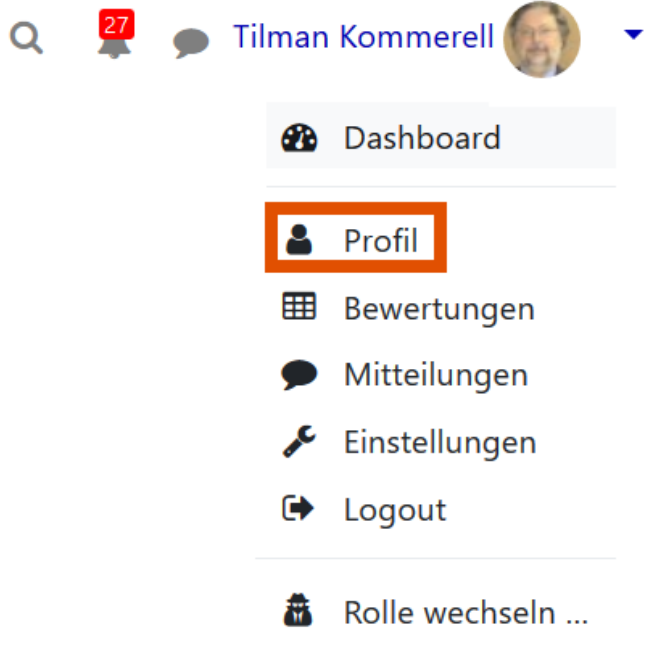 27
Tilman Kommerell
Dashboard
Profil
Bewertungen
Mitteilungen
Einstellungen
Logout
Rolle wechseln ...